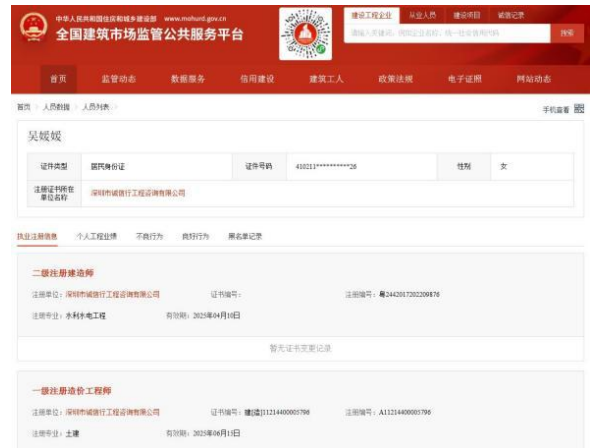 中华人民共和国住房和城乡建设部 www.mohurd.gov.cn
全国建筑市场监管公共服务平台
建设工程企业 从业人员 建设项目 诚信记录
搜索
首页 监管动态 数据服务 信用建设 建筑工人 政策法规 电子证照 网站动态
首页 人员数据 人员列表 手机查看
吴媛媛
证件类型 居民身份证 证件号码 410211**********26 性别 女
注册证书所在单位名称 深圳市诚信行工程咨询有限公司
执业注册信息 个人工程业绩 不良行为 良好行为 黑名单记录
二级注册建造师
注册单位：深圳市诚信行工程咨询有限公司 证书编号： 注册编号：粤2442017202209876
注册专业：水利水电工程 有效期：2025年04月10日
暂无证书变更记录
一级注册造价工程师
注册单位：深圳市诚信行工程咨询有限公司 证书编号：建[造]11214400005796 注册编号：A11214400005796
注册专业：土建 有效期：2025年06月15日